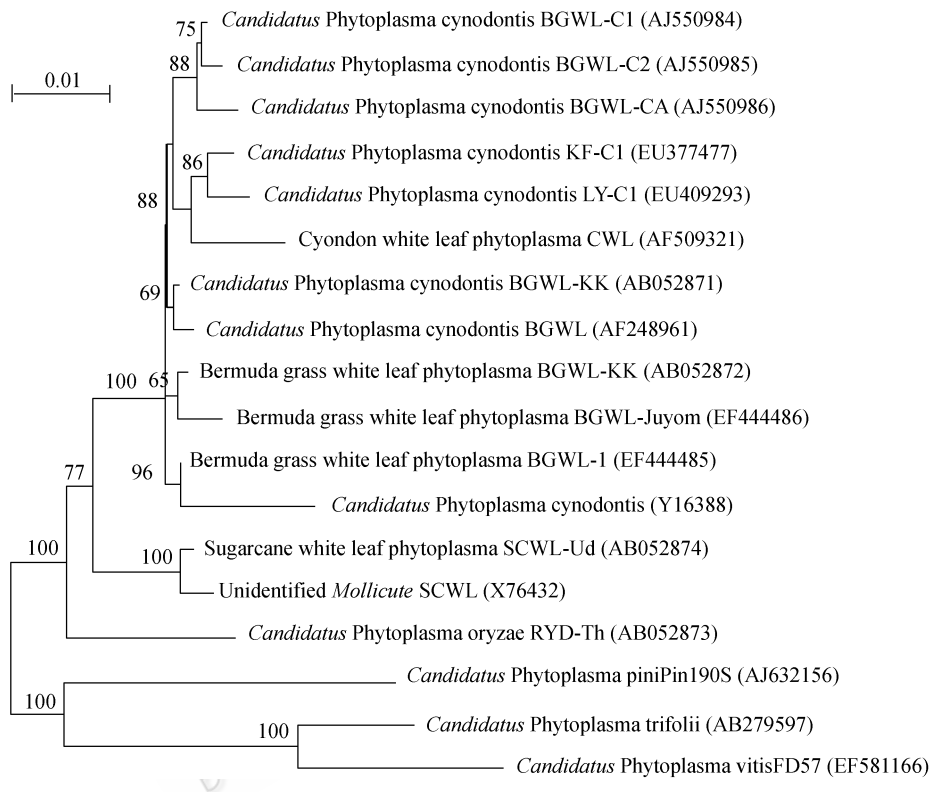 75
Candidatus Phytoplasma cynodontis BGWL-C1 (AJ550984)
88
Candidatus Phytoplasma cynodontis BGWL-C2 (AJ550985)
0.01
Candidatus Phytoplasma cynodontis BGWL-CA (AJ550986)
86
Candidatus Phytoplasma cynodontis KF-C1 (EU377477)
88
Candidatus Phytoplasma cynodontis LY-C1 (EU409293)
Cyondon white leaf phytoplasma CWL (AF509321)
69
Candidatus Phytoplasma cynodontis BGWL-KK (AB052871)
Candidatus Phytoplasma cynodontis BGWL (AF248961)
100
65
Bermuda grass white leaf phytoplasma BGWL-KK (AB052872)
Bermuda grass white leaf phytoplasma BGWL-Juyom (EF444486)
77
96
Bermuda grass white leaf phytoplasma BGWL-1 (EF444485)
Candidatus Phytoplasma cynodontis (Y16388)
100
100
Sugarcane white leaf phytoplasma SCWL-Ud (AB052874)
Unidentified Mollicute SCWL (X76432)
Candidatus Phytoplasma oryzae RYD-Th (AB052873)
Candidatus Phytoplasma piniPin190S (AJ632156)
100
100
Candidatus Phytoplasma trifolii (AB279597)
Candidatus Phytoplasma vitisFD57 (EF581166)